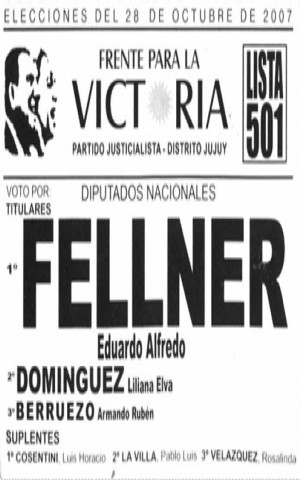 ELECCIONES DEL 28 DE OCTUBRE DE 2007
FRENTE PARA LA
VICTORIA
PARTIDO JUSTICIALISTA - DISTRITO JUJUY
LISTA
501
VOTO POR: DIPUTADOS NACIONALES
TITULARES
1º FELLNER
Eduardo Alfredo
2º DOMINGUEZ Liliana Elva
3º BERRUEZO Armando Rubén
SUPLENTES
1º COSENTINI, Luis Horacio 2º LA VILLA, Pablo Luis 3º VELAZQUEZ, Rosalinda